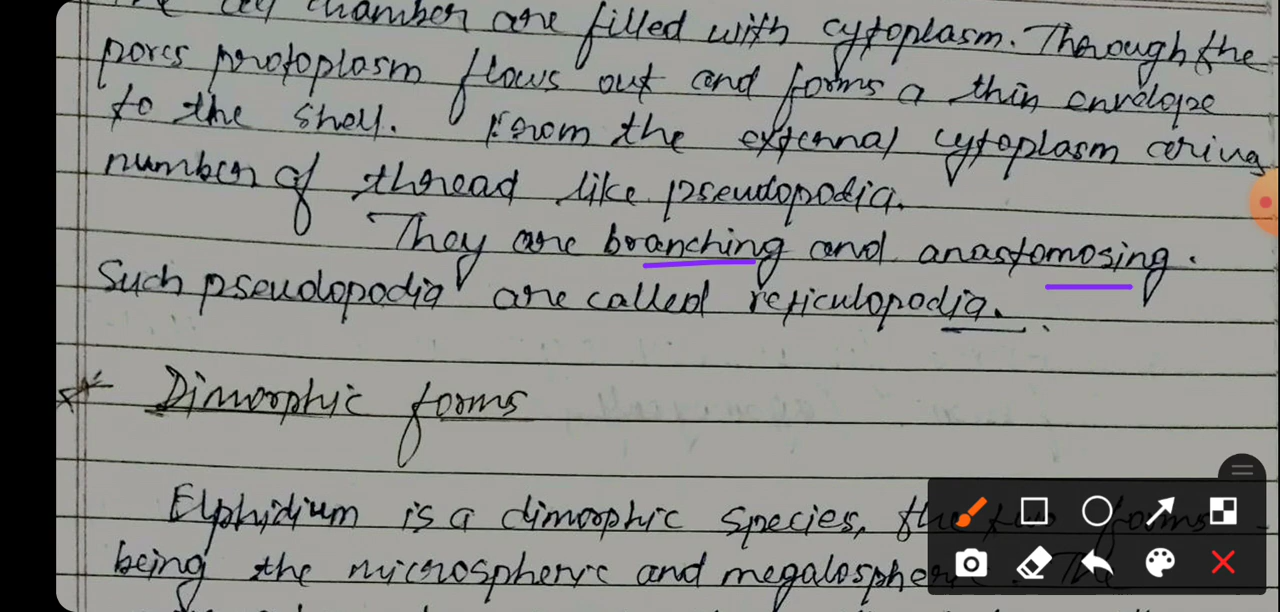 chamber are filled with cytoplasm. Through the
pores protoplasm flows out and forms a thin envelope
to the shell. From the external cytoplasm
number of thread like pseudopodia.
They are branching and anastomosing.
Such pseudopodia are called reticulopodia.
Dimorphic forms
Elphidium is a dimorphic species, the two forms
being the microspheric and megalospheric. The